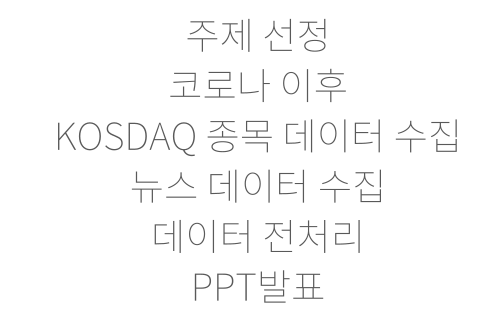 주제 선정
코로나 이후
KOSDAQ 종목 데이터 수집
뉴스 데이터 수집
데이터 전처리
PPT발표